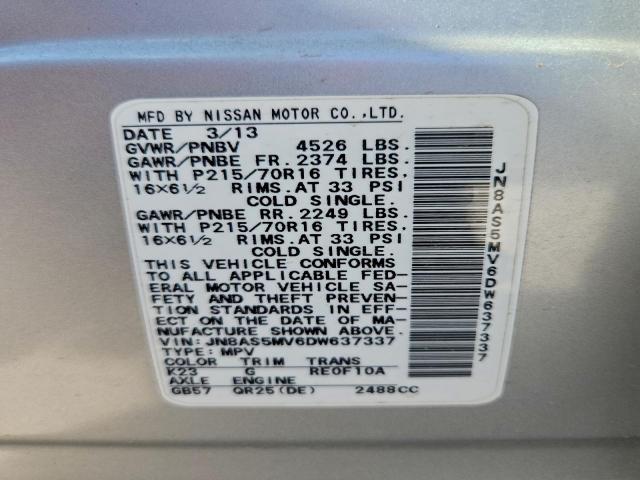 MFD BY NISSAN MOTOR CO.,LTD.
DATE 3/13
GVWR/PNBV 4526 LBS.
GAWR/PNBE FR. 2374 LBS.
WITH P215/70R16 TIRES,
16×6½ RIMS.AT 33 PSI
COLD SINGLE.
GAWR/PNBE RR. 2249 LBS.
WITH P215/70R16 TIRES,
16×6½ RIMS.AT 33 PSI
COLD SINGLE.
THIS VEHICLE CONFORMS
TO ALL APPLICABLE FED-
ERAL MOTOR VEHICLE SA-
FETY AND THEFT PREVEN-
TION STANDARDS IN EFF-
ECT ON THE DATE OF MA-
NUFACTURE SHOWN ABOVE.
VIN: JN8AS5MV6DW637337
TYPE: MPV
COLOR TRIM TRANS
K23 G RE0F10A
AXLE ENGINE
GB57 QR25(DE) 2488CC
JN8AS5MV6DW637337